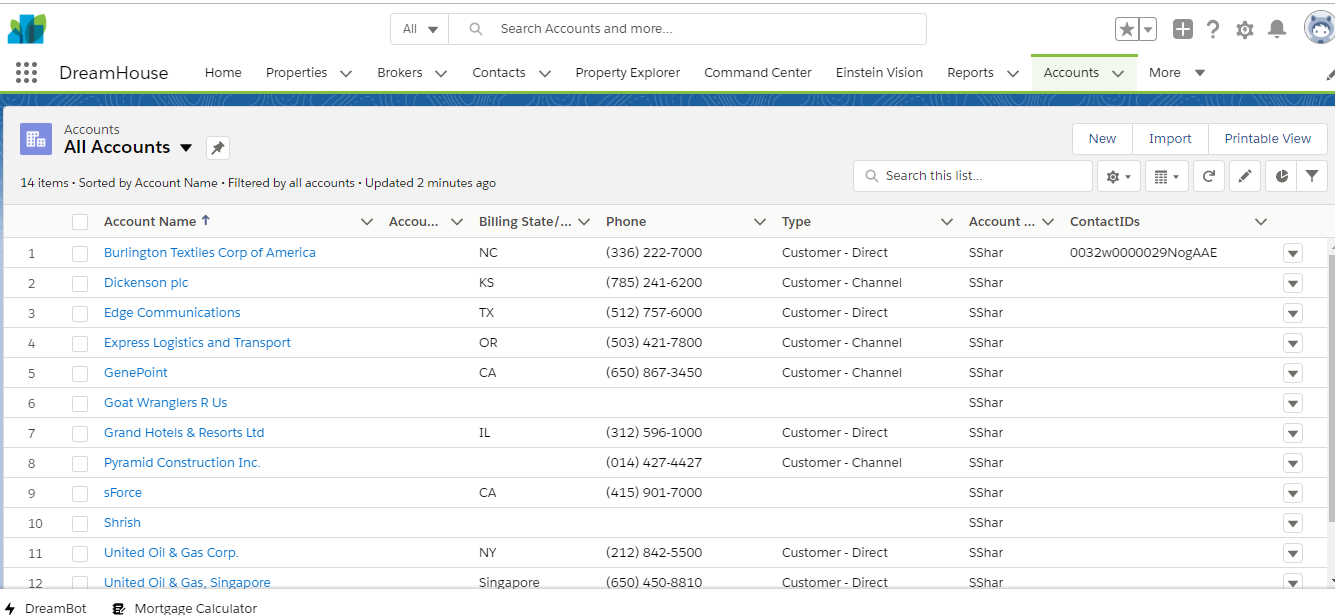 All Search Accounts and more...
DreamHouse Home Properties Brokers Contacts Property Explorer Command Center Einstein Vision Reports Accounts More
Accounts
All Accounts
New Import Printable View
14 items • Sorted by Account Name • Filtered by all accounts • Updated 2 minutes ago
Search this list...
Account Name Accou... Billing State/... Phone Type Account ... ContactIDs
1 Burlington Textiles Corp of America NC (336) 222-7000 Customer - Direct SShar 0032w0000029NogAAE
2 Dickenson plc KS (785) 241-6200 Customer - Channel SShar
3 Edge Communications TX (512) 757-6000 Customer - Direct SShar
4 Express Logistics and Transport OR (503) 421-7800 Customer - Channel SShar
5 GenePoint CA (650) 867-3450 Customer - Channel SShar
6 Goat Wranglers R Us SShar
7 Grand Hotels & Resorts Ltd IL (312) 596-1000 Customer - Direct SShar
8 Pyramid Construction Inc. (014) 427-4427 Customer - Channel SShar
9 sForce CA (415) 901-7000 SShar
10 Shrish SShar
11 United Oil & Gas Corp. NY (212) 842-5500 Customer - Direct SShar
12 United Oil & Gas, Singapore Singapore (650) 450-8810 Customer - Direct SShar
DreamBot Mortgage Calculator